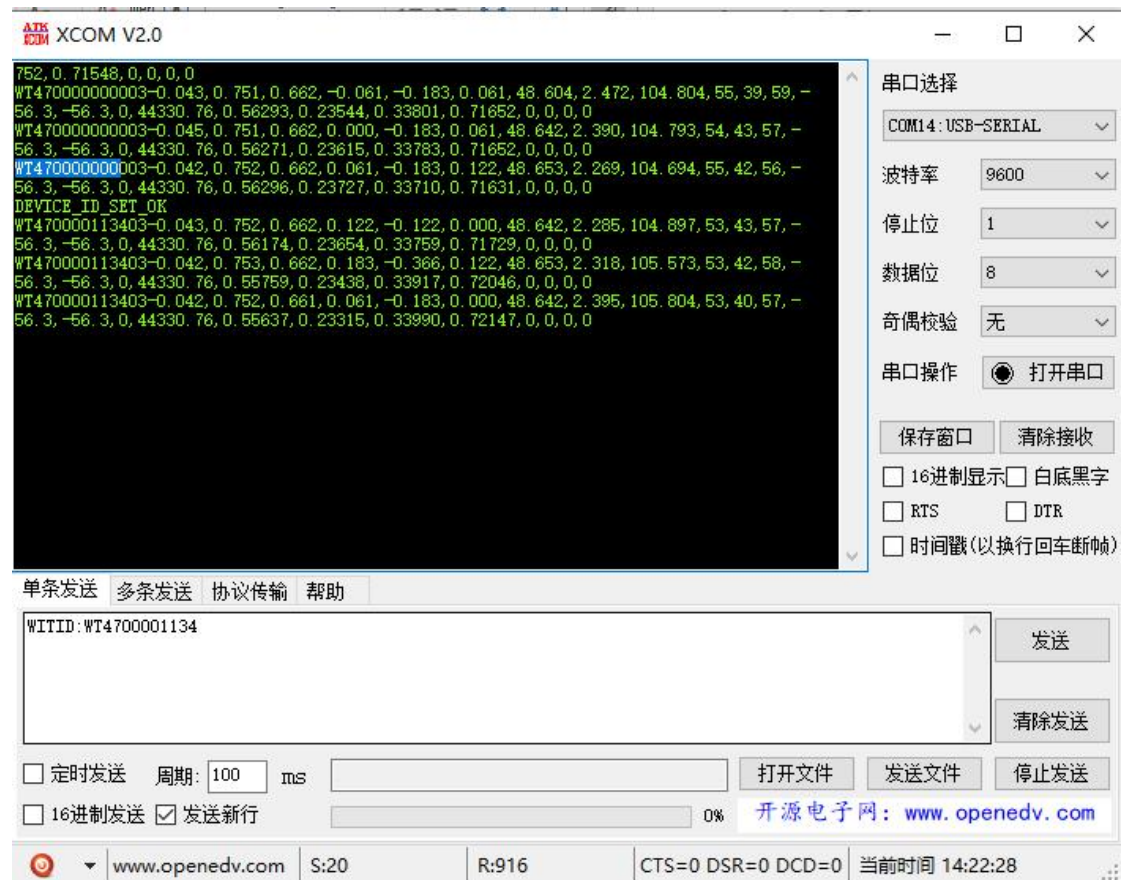 ATK XCOM XCOM V2.0
752, 0. 71548, 0, 0, 0, 0
WT470000000003-0. 043, 0. 751, 0. 662, -0. 061, -0. 183, 0. 061, 48. 604, 2. 472, 104. 804, 55, 39, 59, -
56. 3, -56. 3, 0, 44330. 76, 0. 56293, 0. 23544, 0. 33801, 0. 71652, 0, 0, 0, 0
WT470000000003-0. 045, 0. 751, 0. 662, 0. 000, -0. 183, 0. 061, 48. 642, 2. 390, 104. 793, 54, 43, 57, -
56. 3, -56. 3, 0, 44330. 76, 0. 56271, 0. 23615, 0. 33783, 0. 71652, 0, 0, 0, 0
WT470000000003-0. 042, 0. 752, 0. 662, 0. 061, -0. 183, 0. 122, 48. 653, 2. 269, 104. 694, 55, 42, 56, -
56. 3, -56. 3, 0, 44330. 76, 0. 56296, 0. 23727, 0. 33710, 0. 71631, 0, 0, 0, 0
DEVICE_ID_SET_OK
WT470000113403-0. 043, 0. 752, 0. 662, 0. 122, -0. 122, 0. 000, 48. 642, 2. 285, 104. 897, 53, 43, 57, -
56. 3, -56. 3, 0, 44330. 76, 0. 56174, 0. 23654, 0. 33759, 0. 71729, 0, 0, 0, 0
WT470000113403-0. 042, 0. 753, 0. 662, 0. 183, -0. 366, 0. 122, 48. 653, 2. 318, 105. 573, 53, 42, 58, -
56. 3, -56. 3, 0, 44330. 76, 0. 55759, 0. 23438, 0. 33917, 0. 72046, 0, 0, 0, 0
WT470000113403-0. 042, 0. 752, 0. 661, 0. 061, -0. 183, 0. 000, 48. 642, 2. 395, 105. 804, 53, 40, 57, -
56. 3, -56. 3, 0, 44330. 76, 0. 55637, 0. 23315, 0. 33990, 0. 72147, 0, 0, 0, 0
串口选择
COM14:USB-SERIAL
波特率 9600
停止位 1
数据位 8
奇偶校验 无
串口操作 打开串口
保存窗口 清除接收
16进制显示 白底黑字
RTS DTR
时间戳(以换行回车断帧)
单条发送 多条发送 协议传输 帮助
WITID:WT4700001134
发送
清除发送
定时发送 周期: 100 ms 打开文件 发送文件 停止发送
16进制发送 发送新行 0% 开源电子网: www.openedv.com
www.openedv.com S:20 R:916 CTS=0 DSR=0 DCD=0 当前时间 14:22:28